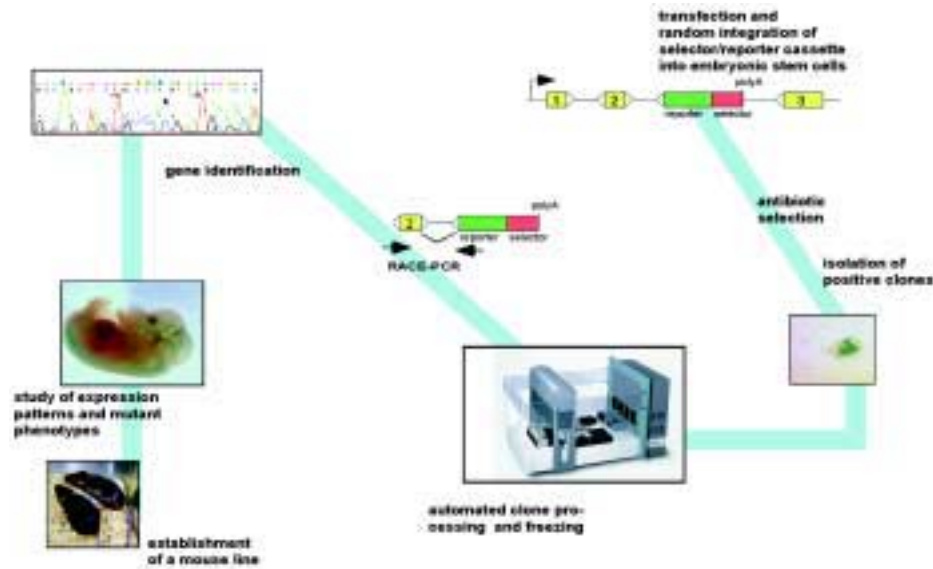 transfection and
random integration of
selector/reporter cassette
into embryonic stem cells
polyA
1
2
3
reporter
selector
gene identification
antibiotic
selection
polyA
2
reporter
selector
RACE-PCR
isolation of
positive clones
study of expression
patterns and mutant
phenotypes
automated clone pro-
cessing and freezing
establishment
of a mouse line